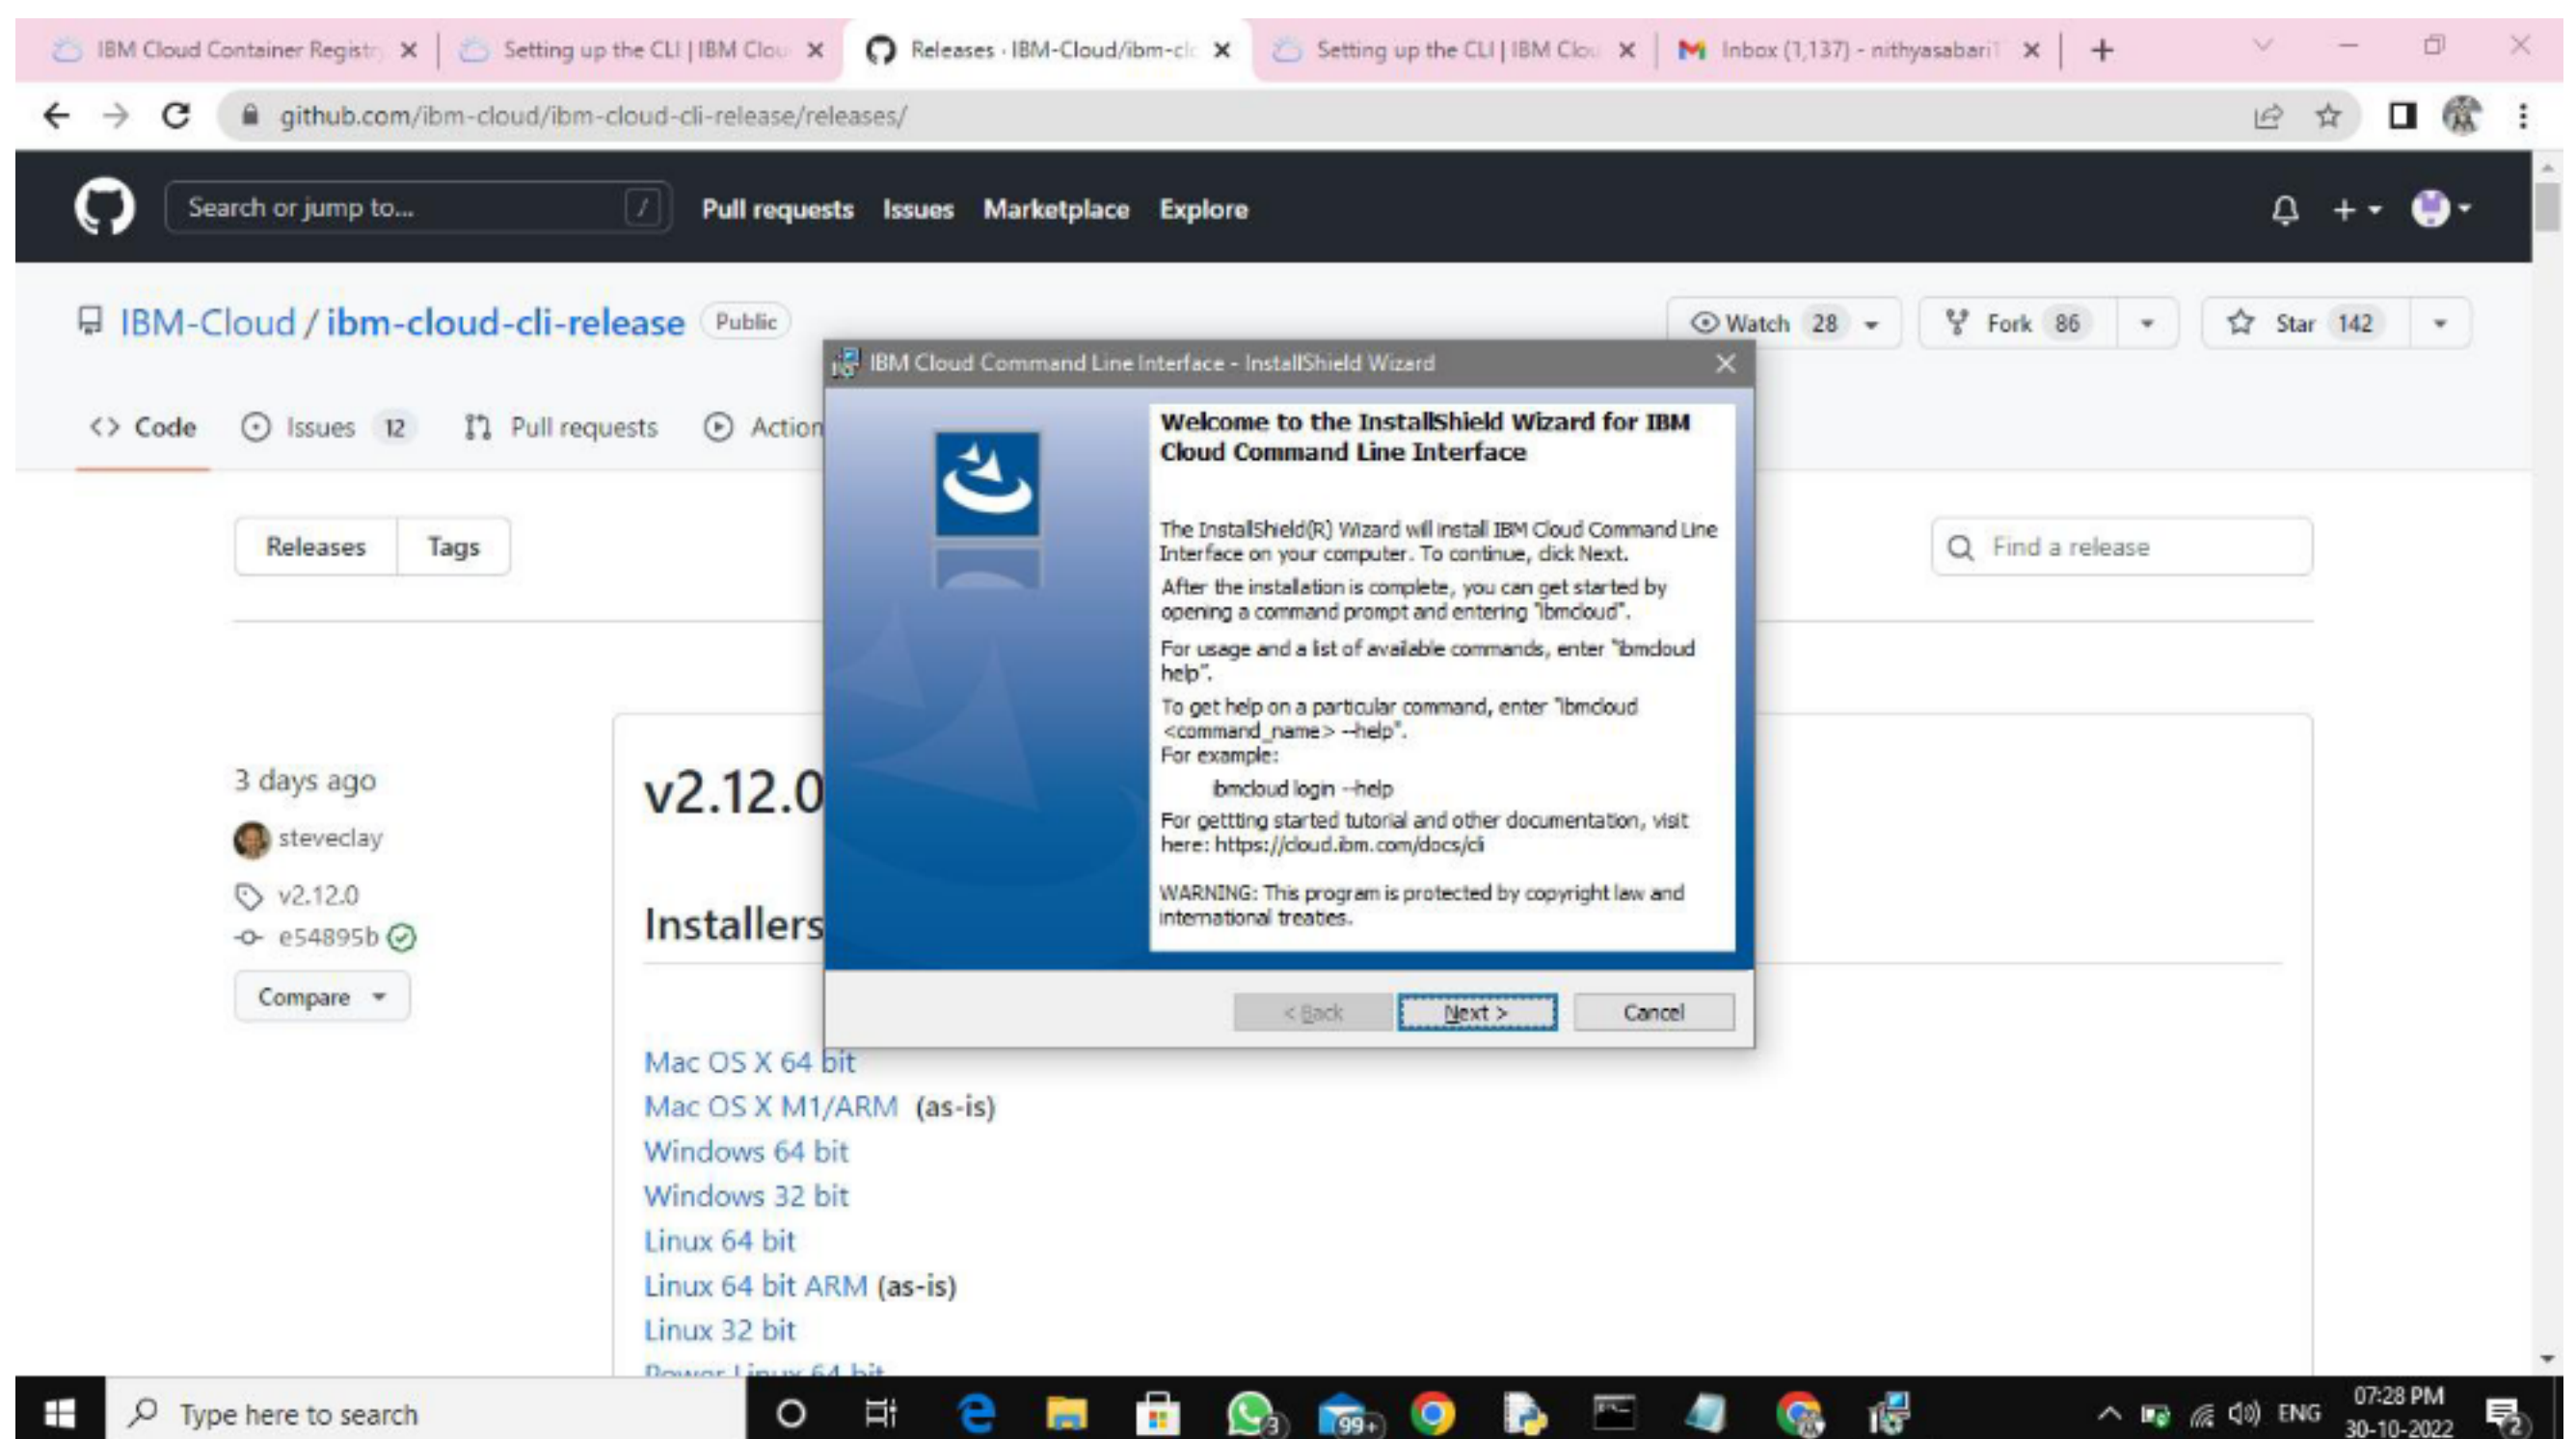 IBM Cloud Container Registry
Setting up the CLI | IBM Clou
Releases · IBM-Cloud/ibm-clo
Setting up the CLI | IBM Clou
Inbox (1,137) - nithyasabari1
github.com/ibm-cloud/ibm-cloud-cli-release/releases/
Search or jump to...
/
Pull requests Issues Marketplace Explore
IBM-Cloud / ibm-cloud-cli-release Public
Watch 28
Fork 86
Star 142
Code
Issues 12
Pull requests
Action
Releases
Tags
Find a release
3 days ago
steveclay
v2.12.0
e54895b
Compare
v2.12.0
Installers
Mac OS X 64 bit
Mac OS X M1/ARM (as-is)
Windows 64 bit
Windows 32 bit
Linux 64 bit
Linux 64 bit ARM (as-is)
Linux 32 bit
Power Linux 64 bit
IBM Cloud Command Line Interface - InstallShield Wizard
Welcome to the InstallShield Wizard for IBM
Cloud Command Line Interface
The InstallShield(R) Wizard will install IBM Cloud Command Line
Interface on your computer. To continue, click Next.
After the installation is complete, you can get started by
opening a command prompt and entering "ibmcloud".
For usage and a list of available commands, enter "ibmcloud
help".
To get help on a particular command, enter "ibmcloud
<command_name> --help".
For example:
ibmcloud login --help
For gettting started tutorial and other documentation, visit
here: https://cloud.ibm.com/docs/cli
WARNING: This program is protected by copyright law and
international treaties.
< Back
Next >
Cancel
Type here to search
3
99+
ENG
07:28 PM
30-10-2022
2